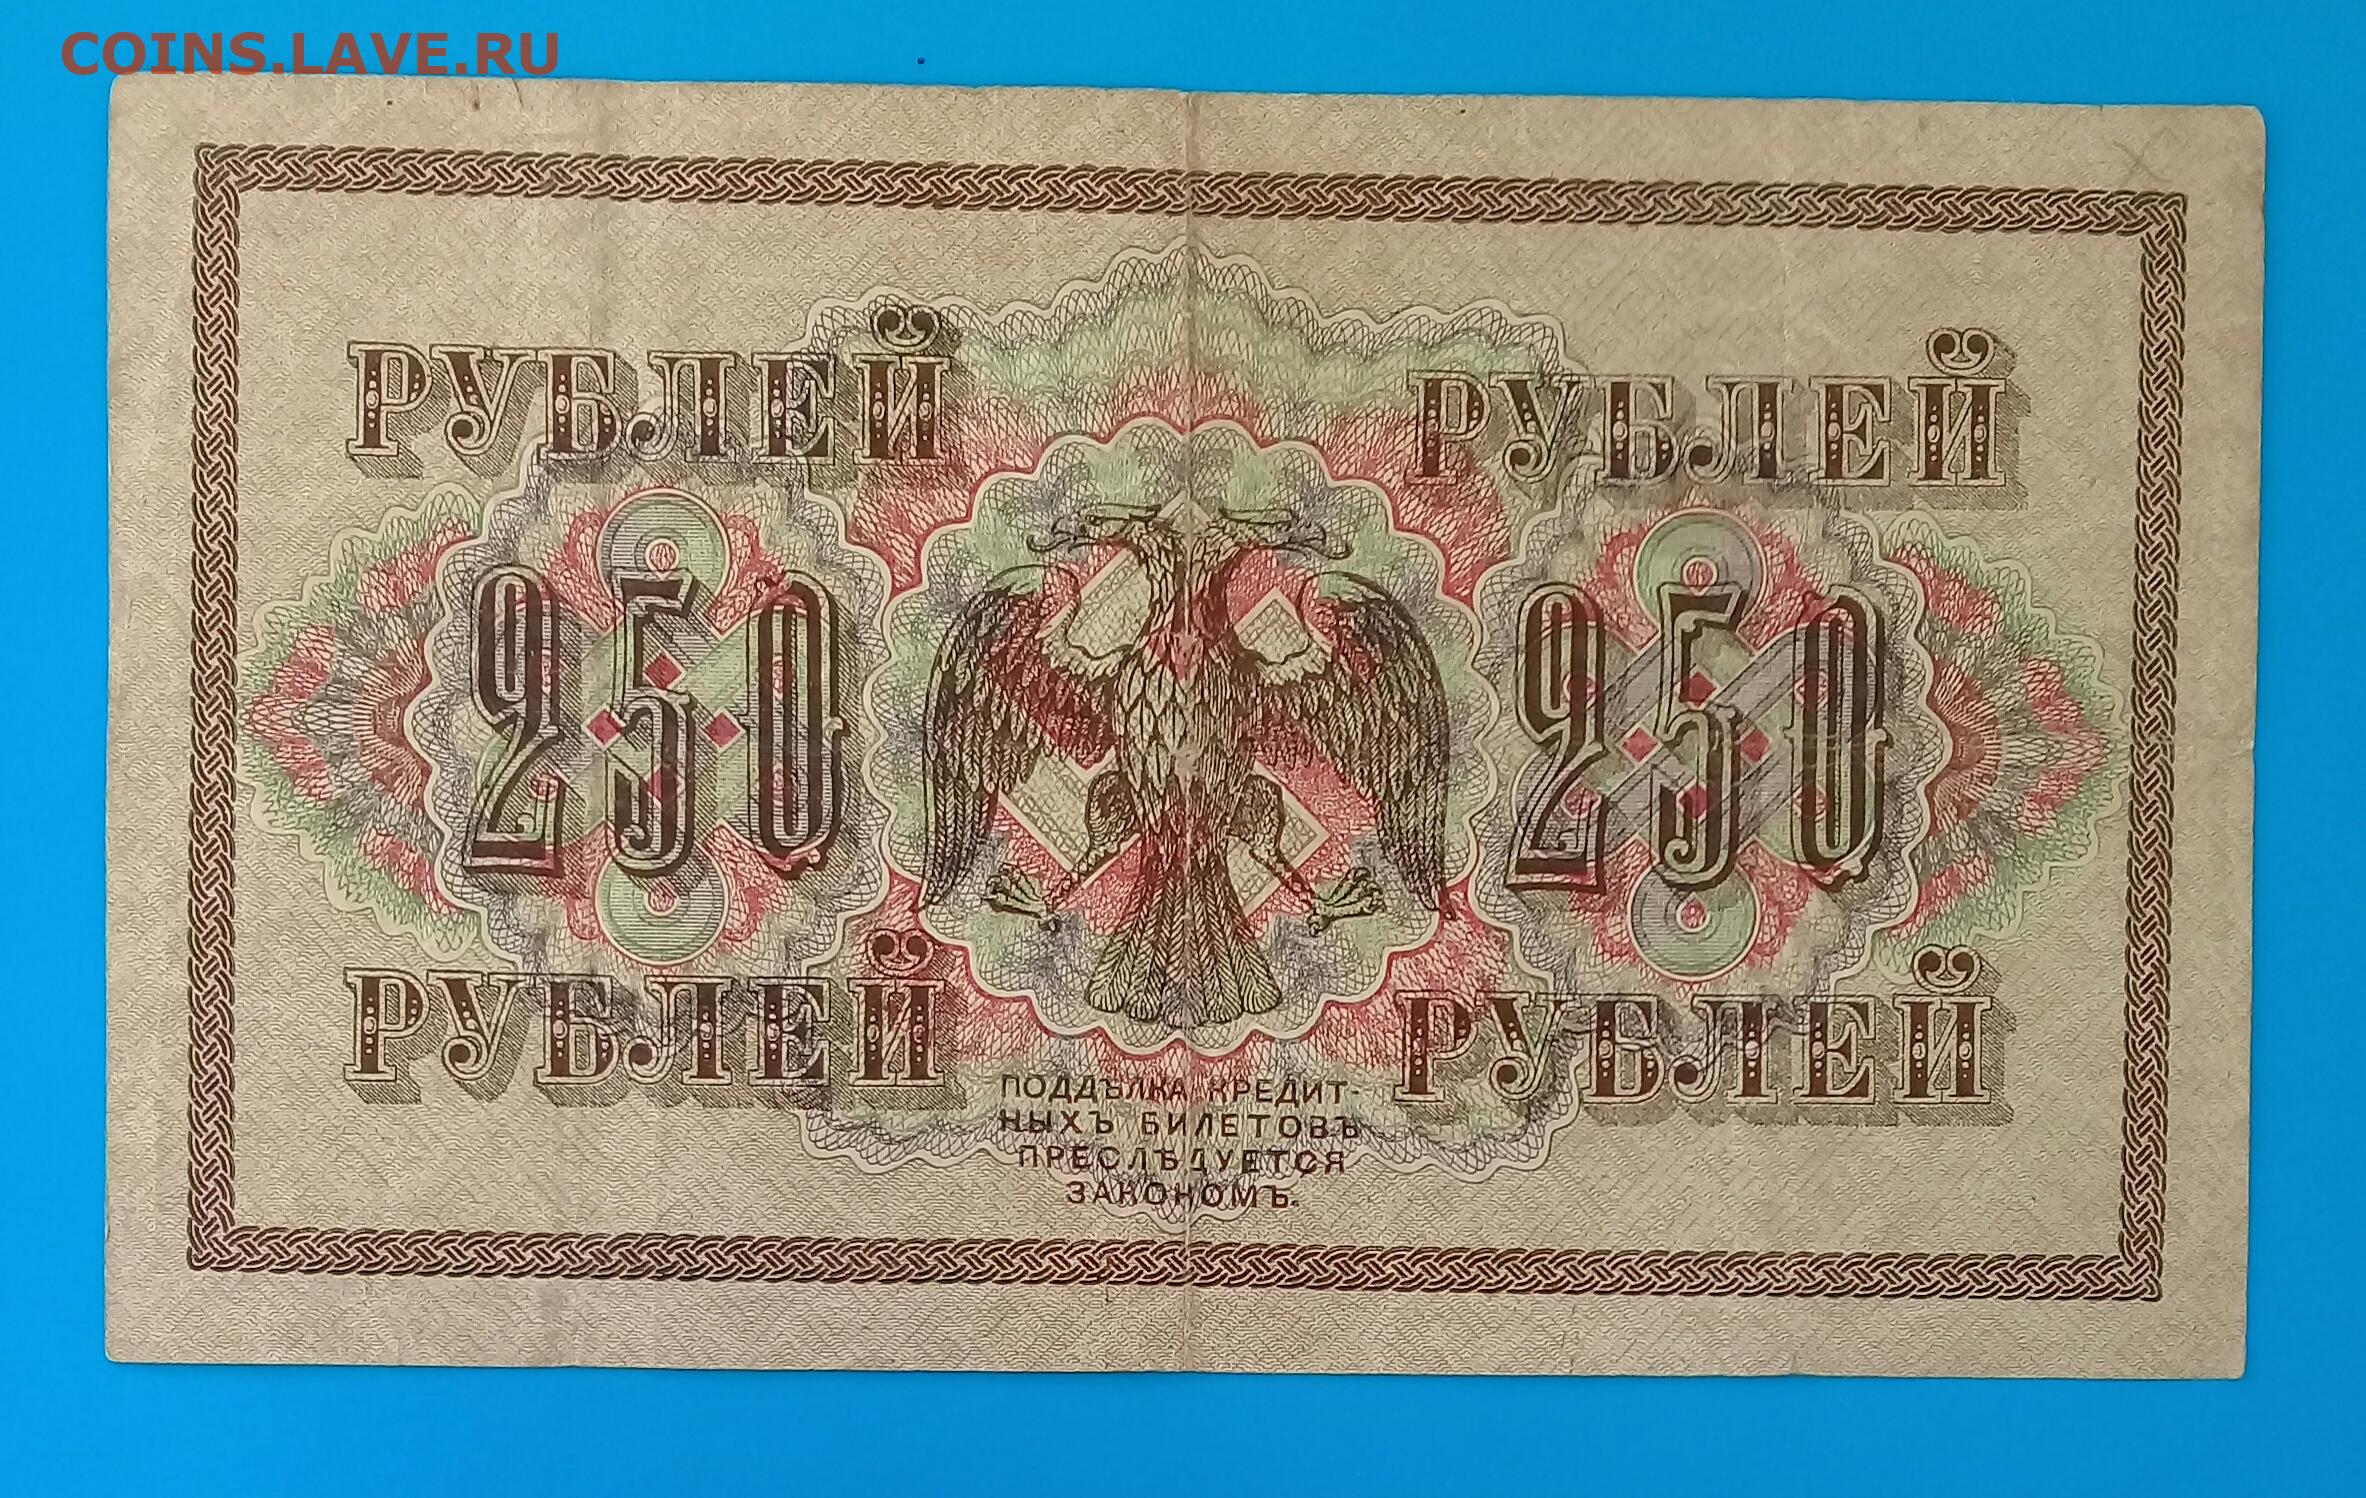 COINS.LAVE.RU
РУБЛЕЙ РУБЛЕЙ
250 250
РУБЛЕЙ РУБЛЕЙ
ПОДДѢЛКА КРЕДИТ-
НЫХЪ БИЛЕТОВЪ
ПРЕСЛѢДУЕТСЯ
ЗАКОНОМЪ.